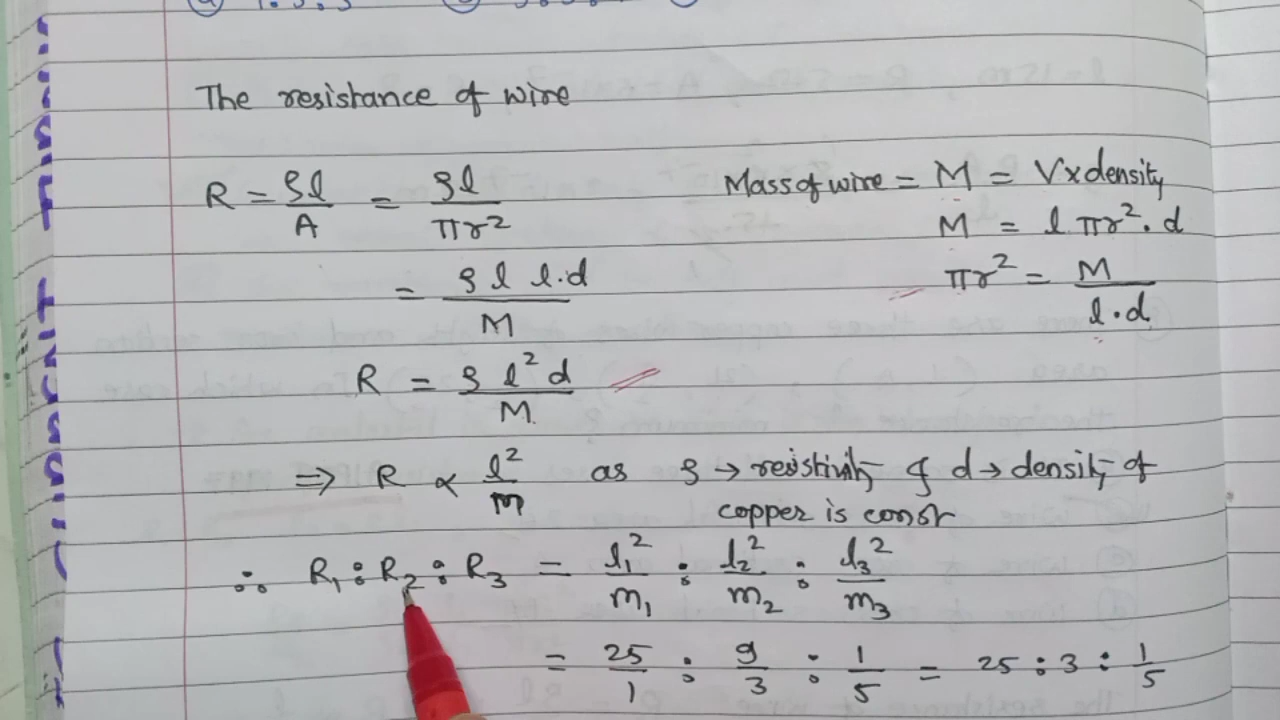 The resistance of wire
R = ρl/A = ρl/πr²
Mass of wire = M = V x density
M = l πr² . d
= ρ l l.d / M
πr² = M / l.d
R = ρ l² d / M
⇒ R ∝ l²/m as ρ → resistivity & d → density of
copper is const
∴ R₁ : R₂ : R₃ = l₁²/m₁ : l₂²/m₂ : l₃²/m₃
= 25/1 : 9/3 : 1/5 = 25 : 3 : 1/5